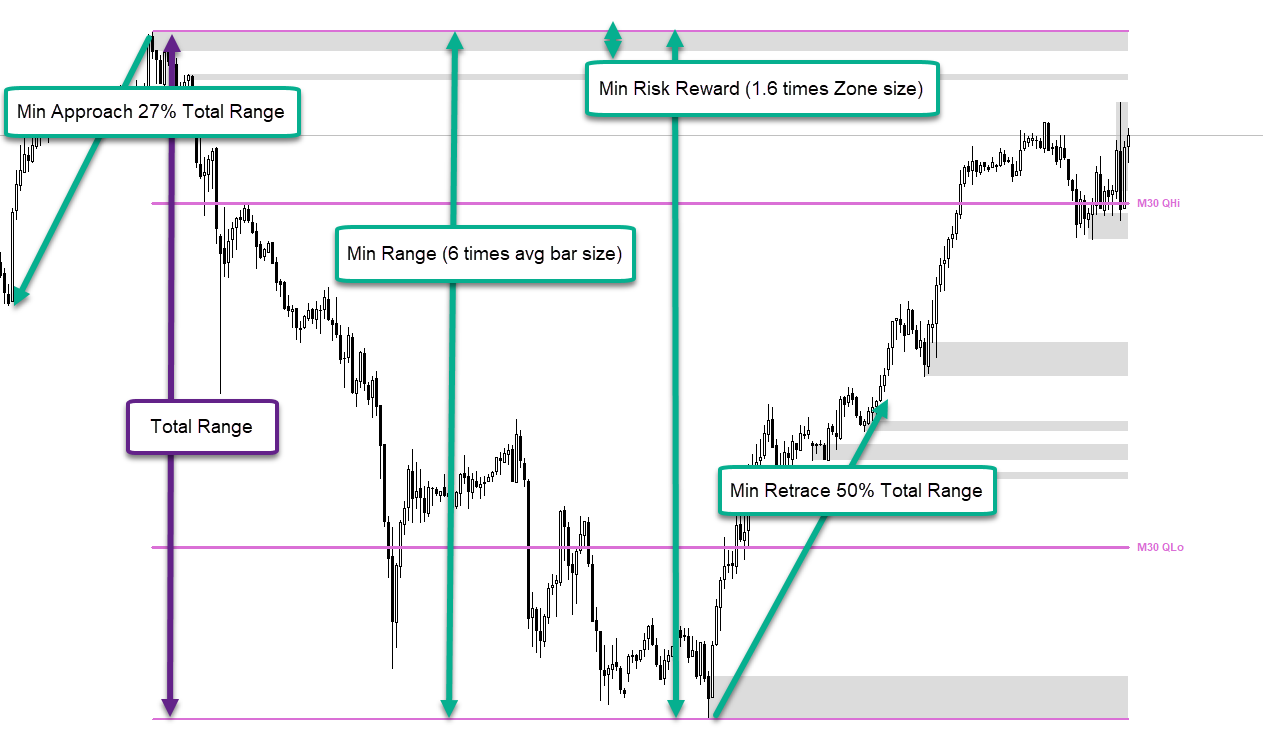 Min Risk Reward (1.6 times Zone size)
Min Approach 27% Total Range
M30 QHi
Min Range (6 times avg bar size)
Total Range
Min Retrace 50% Total Range
M30 QLo